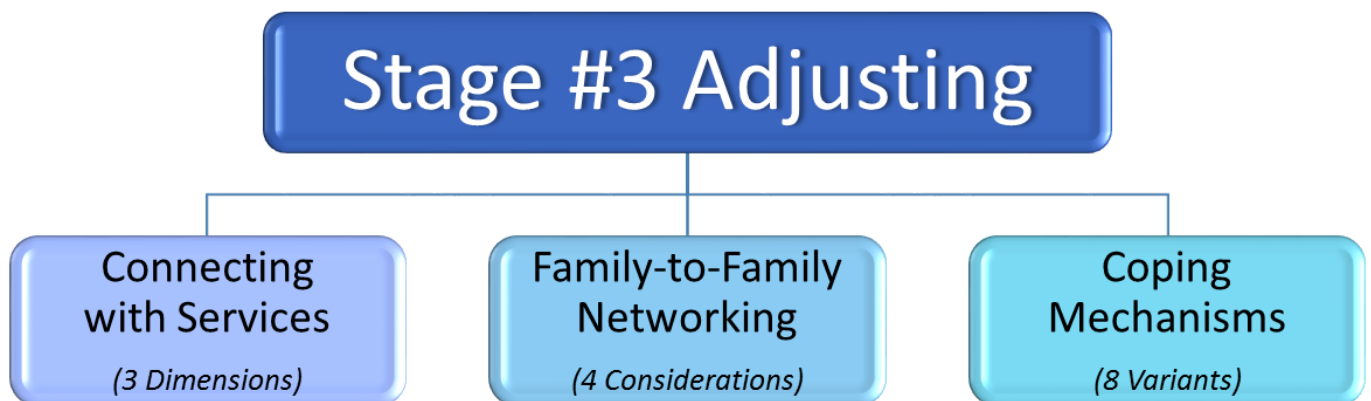 Stage #3 Adjusting
Connecting
with Services
(3 Dimensions)
Family-to-Family
Networking
(4 Considerations)
Coping
Mechanisms
(8 Variants)